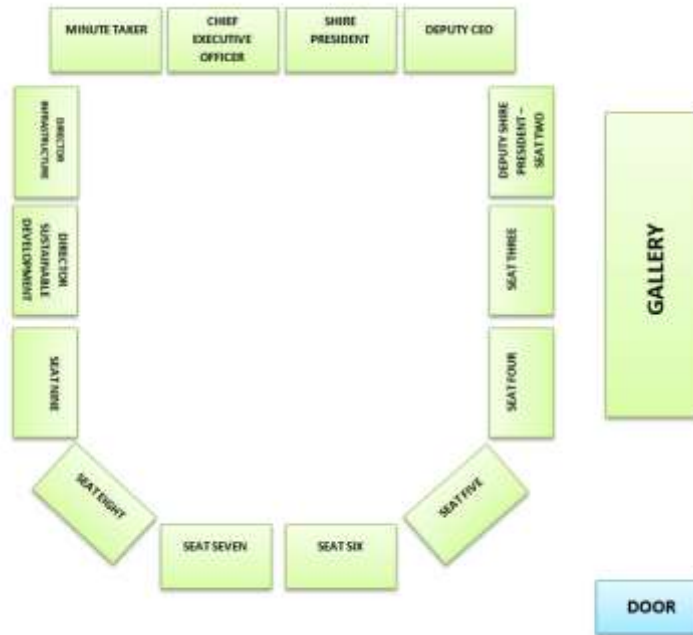 MINUTE TAKER
CHIEF
EXECUTIVE
OFFICER
SHIRE
PRESIDENT
DEPUTY CEO
DIRECTOR
INFRASTRUCTURE
DEPUTY SHIRE
PRESIDENT –
SEAT TWO
DIRECTOR
SUSTAINABLE
DEVELOPMENT
SEAT THREE
GALLERY
SEAT NINE
SEAT FOUR
SEAT EIGHT
SEAT FIVE
SEAT SEVEN
SEAT SIX
DOOR